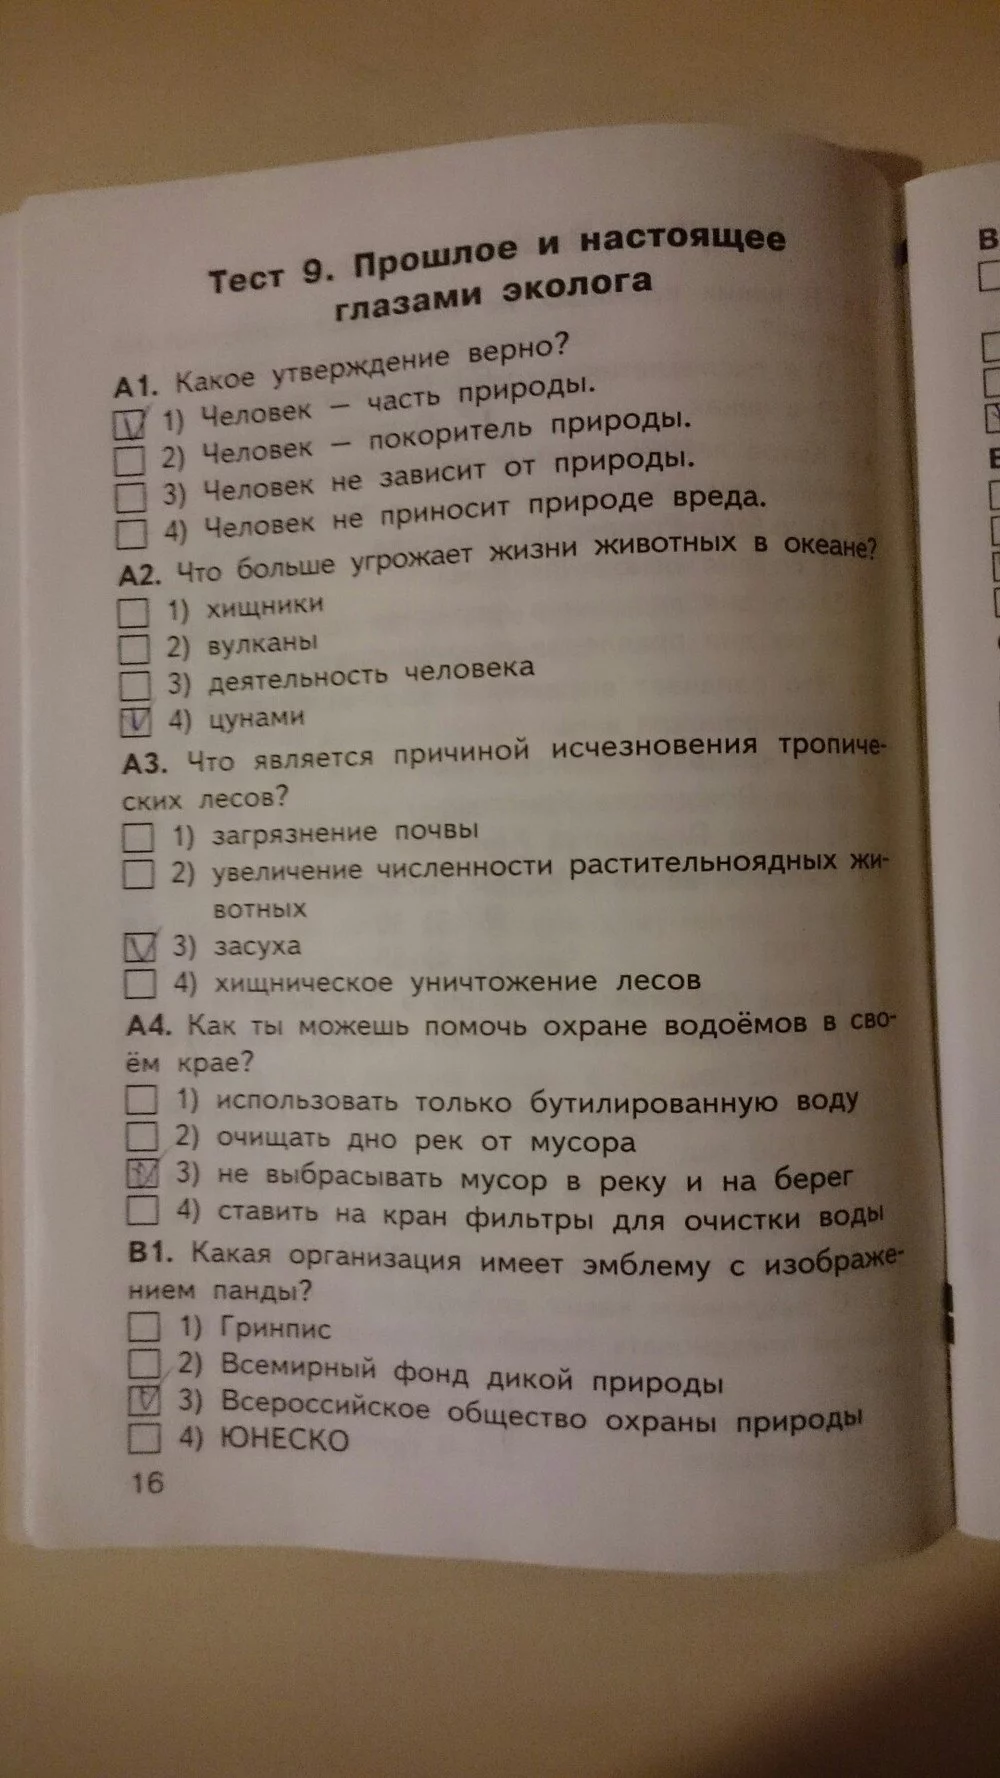 Тест 9. Прошлое и настоящее
глазами эколога
А1. Какое утверждение верно?
1) Человек — часть природы.
2) Человек — покоритель природы.
3) Человек не зависит от природы.
4) Человек не приносит природе вреда.
А2. Что больше угрожает жизни животных в океане?
1) хищники
2) вулканы
3) деятельность человека
4) цунами
А3. Что является причиной исчезновения тропиче-
ских лесов?
1) загрязнение почвы
2) увеличение численности растительноядных жи-
вотных
3) засуха
4) хищническое уничтожение лесов
А4. Как ты можешь помочь охране водоёмов в сво-
ём крае?
1) использовать только бутилированную воду
2) очищать дно рек от мусора
3) не выбрасывать мусор в реку и на берег
4) ставить на кран фильтры для очистки воды
В1. Какая организация имеет эмблему с изображе-
нием панды?
1) Гринпис
2) Всемирный фонд дикой природы
3) Всероссийское общество охраны природы
4) ЮНЕСКО
16
В